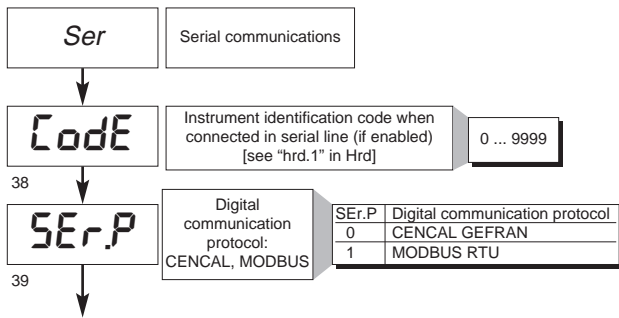 Ser
Serial communications
CodE
Instrument identification code when
connected in serial line (if enabled)
[see “hrd.1” in Hrd]
0 ... 9999
38
SEr.P
Digital
communication
protocol:
CENCAL, MODBUS
SEr.P Digital communication protocol
0 CENCAL GEFRAN
1 MODBUS RTU
39